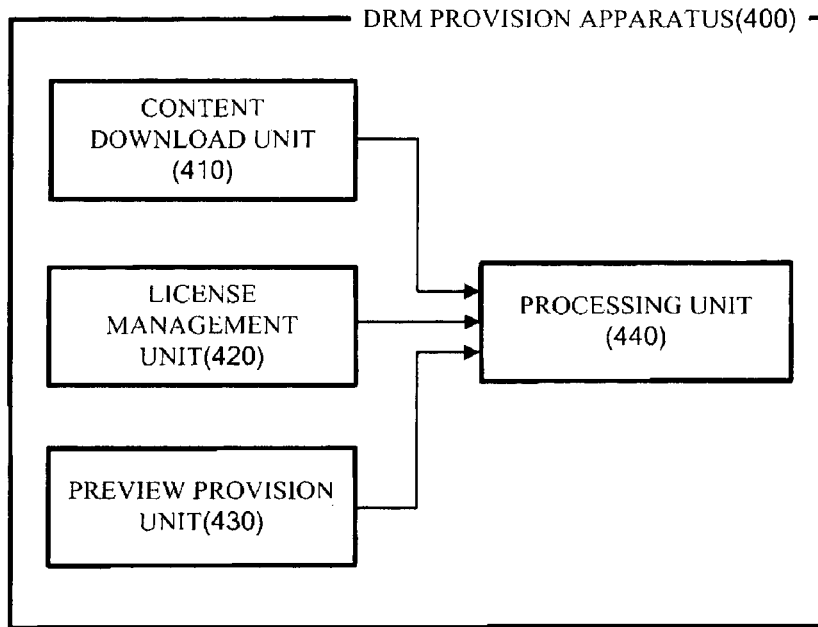 DRM PROVISION APPARATUS(400)
CONTENT
DOWNLOAD UNIT
(410)
LICENSE
MANAGEMENT
UNIT(420)
PROCESSING UNIT
(440)
PREVIEW PROVISION
UNIT(430)